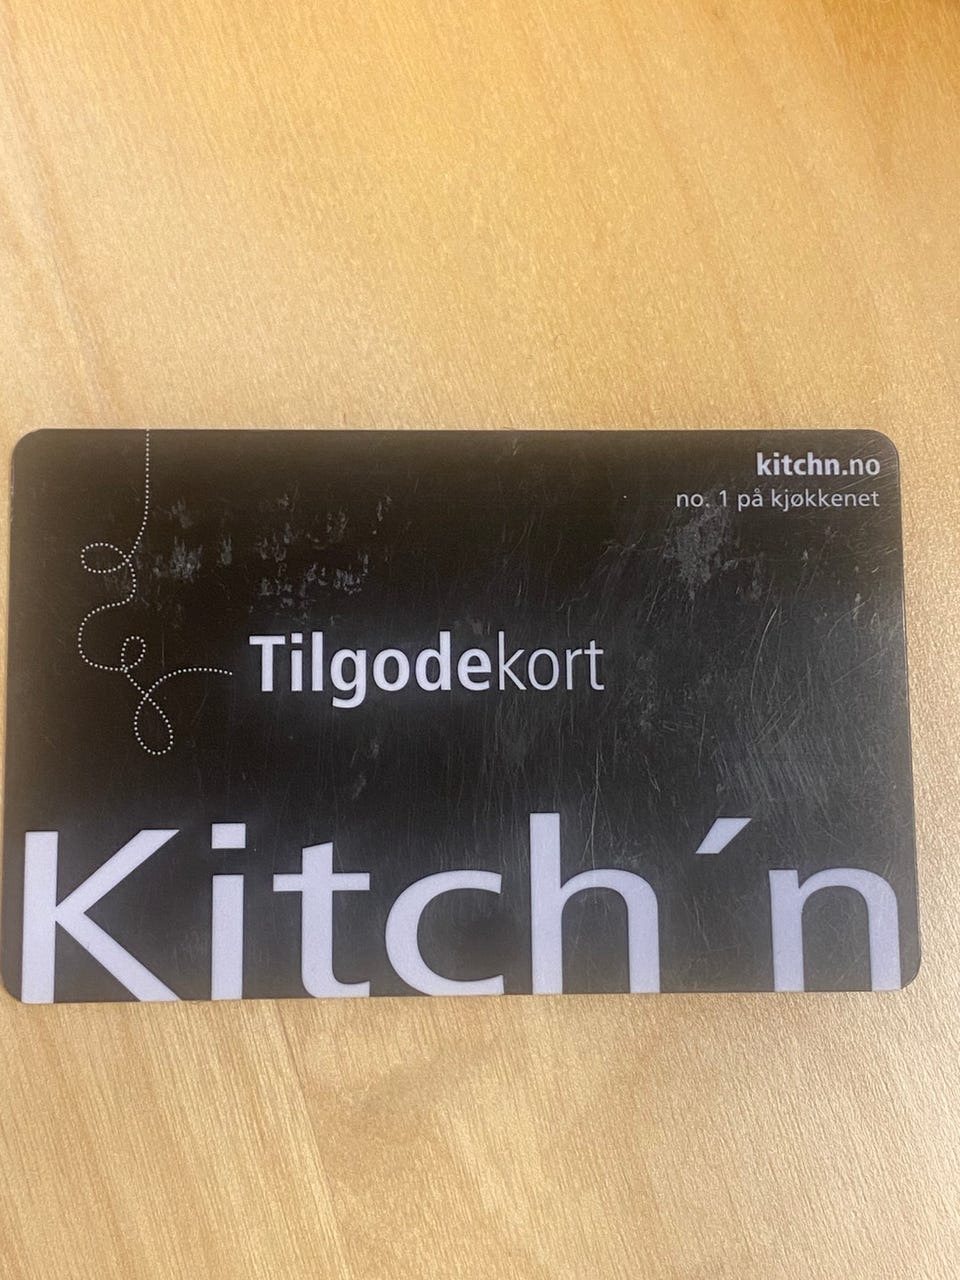 kitchn.no
no. 1 på kjøkkenet
Tilgodekort
Kitch´n